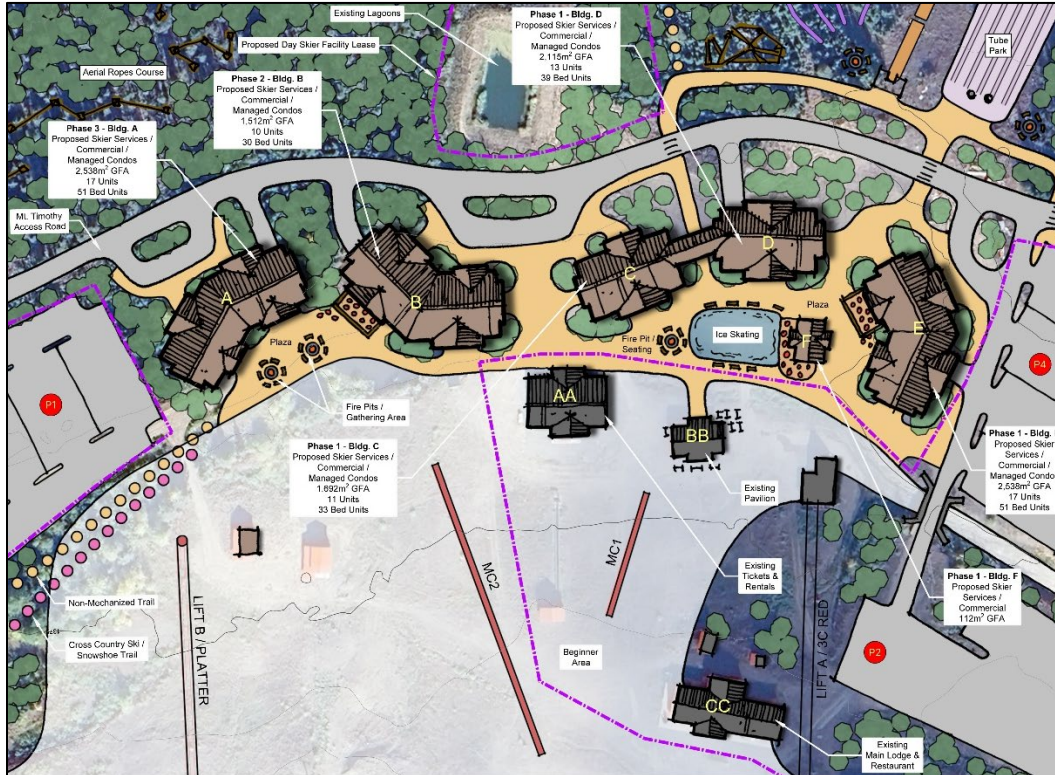 Existing Lagoons
Proposed Day Skier Facility Lease
Aerial Ropes Course
Phase 1 - Bldg. D
Proposed Skier Services /
Commercial /
Managed Condos
2,115m² GFA
13 Units
39 Bed Units
Tube
Park
Phase 2 - Bldg. B
Proposed Skier Services /
Commercial /
Managed Condos
1,512m² GFA
10 Units
30 Bed Units
Phase 3 - Bldg. A
Proposed Skier Services /
Commercial /
Managed Condos
2,538m² GFA
17 Units
51 Bed Units
Mt. Timothy
Access Road
A
B
C
D
E
F
Plaza
Plaza
Ice Skating
Fire Pit /
Seating
P1
P4
Fire Pits /
Gathering Area
AA
BB
Phase 1 - Bldg. C
Proposed Skier Services /
Commercial /
Managed Condos
1,692m² GFA
11 Units
33 Bed Units
Phase 1 - Bldg.
Proposed Skier
Services /
Commercial /
Managed Condos
2,538m² GFA
17 Units
51 Bed Units
Existing
Pavilion
Existing
Tickets &
Rentals
Phase 1 - Bldg. F
Proposed Skier
Services /
Commercial
112m² GFA
MC2
MC1
Non-Mechanized Trail
Cross Country Ski /
Snowshoe Trail
LIFT B / PLATTER
Beginner
Area
LIFT A / 3C RED
P2
CC
Existing
Main Lodge &
Restaurant